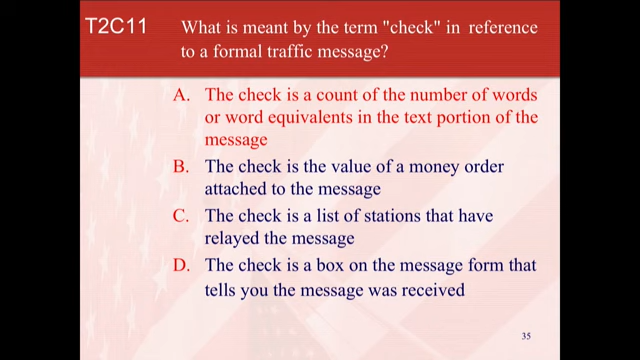 T2C11
What is meant by the term "check" in reference
to a formal traffic message?
A. The check is a count of the number of words
or word equivalents in the text portion of the
message
B. The check is the value of a money order
attached to the message
C. The check is a list of stations that have
relayed the message
D. The check is a box on the message form that
tells you the message was received
35